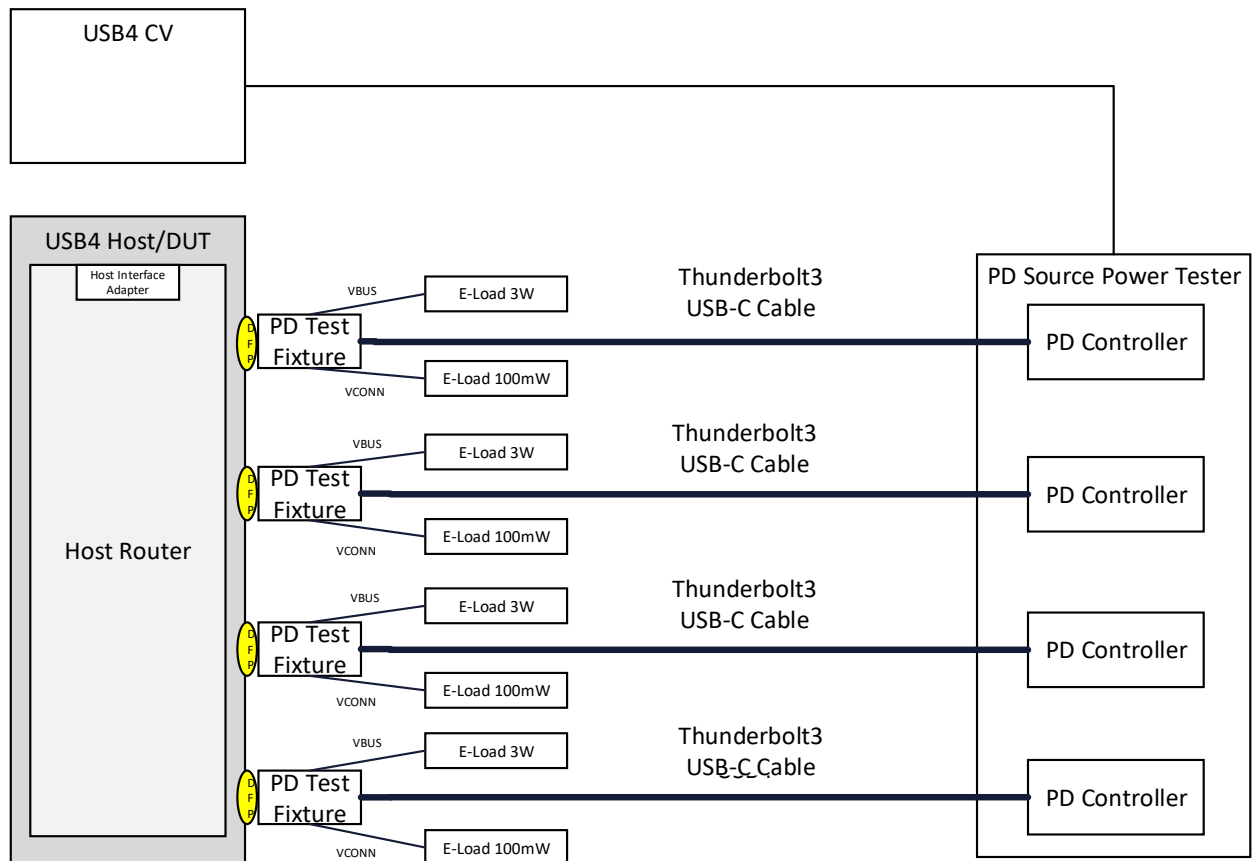 USB4 CV
USB4 Host/DUT
Host Interface
Adapter
Host Router
D
F
P
PD Test
Fixture
VBUS
E-Load 3W
VCONN
E-Load 100mW
Thunderbolt3
USB-C Cable
PD Source Power Tester
PD Controller
D
F
P
PD Test
Fixture
VBUS
E-Load 3W
VCONN
E-Load 100mW
Thunderbolt3
USB-C Cable
PD Controller
D
F
P
PD Test
Fixture
VBUS
E-Load 3W
VCONN
E-Load 100mW
Thunderbolt3
USB-C Cable
PD Controller
D
F
P
PD Test
Fixture
VBUS
E-Load 3W
VCONN
E-Load 100mW
Thunderbolt3
USB-C Cable
PD Controller